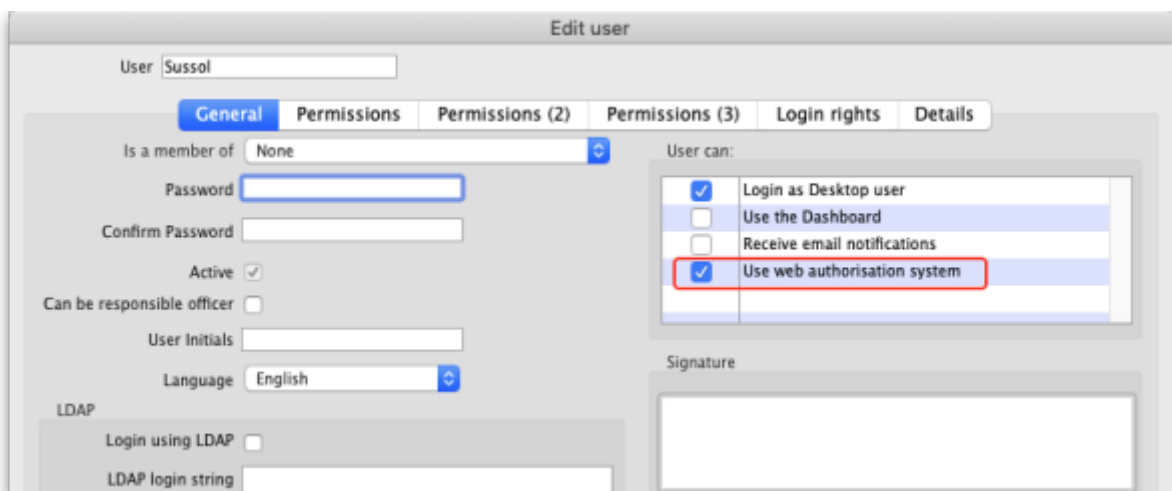 Edit user
User Sussol
General Permissions Permissions (2) Permissions (3) Login rights Details
Is a member of None
Password
Confirm Password
Active
Can be responsible officer
User Initials
Language English
LDAP
Login using LDAP
LDAP login string
User can:
Login as Desktop user
Use the Dashboard
Receive email notifications
Use web authorisation system
Signature